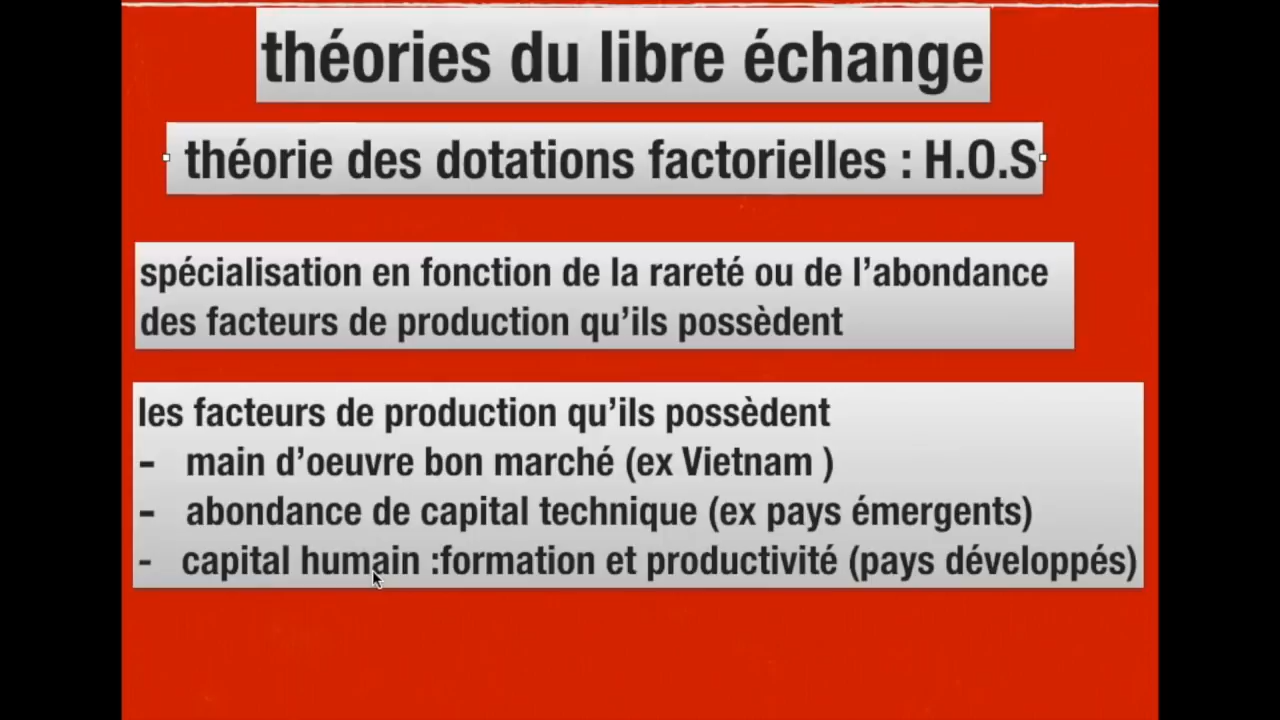 théories du libre échange
théorie des dotations factorielles : H.O.S
spécialisation en fonction de la rareté ou de l’abondance
des facteurs de production qu’ils possèdent
les facteurs de production qu’ils possèdent
- main d’oeuvre bon marché (ex Vietnam )
- abondance de capital technique (ex pays émergents)
- capital humain :formation et productivité (pays développés)